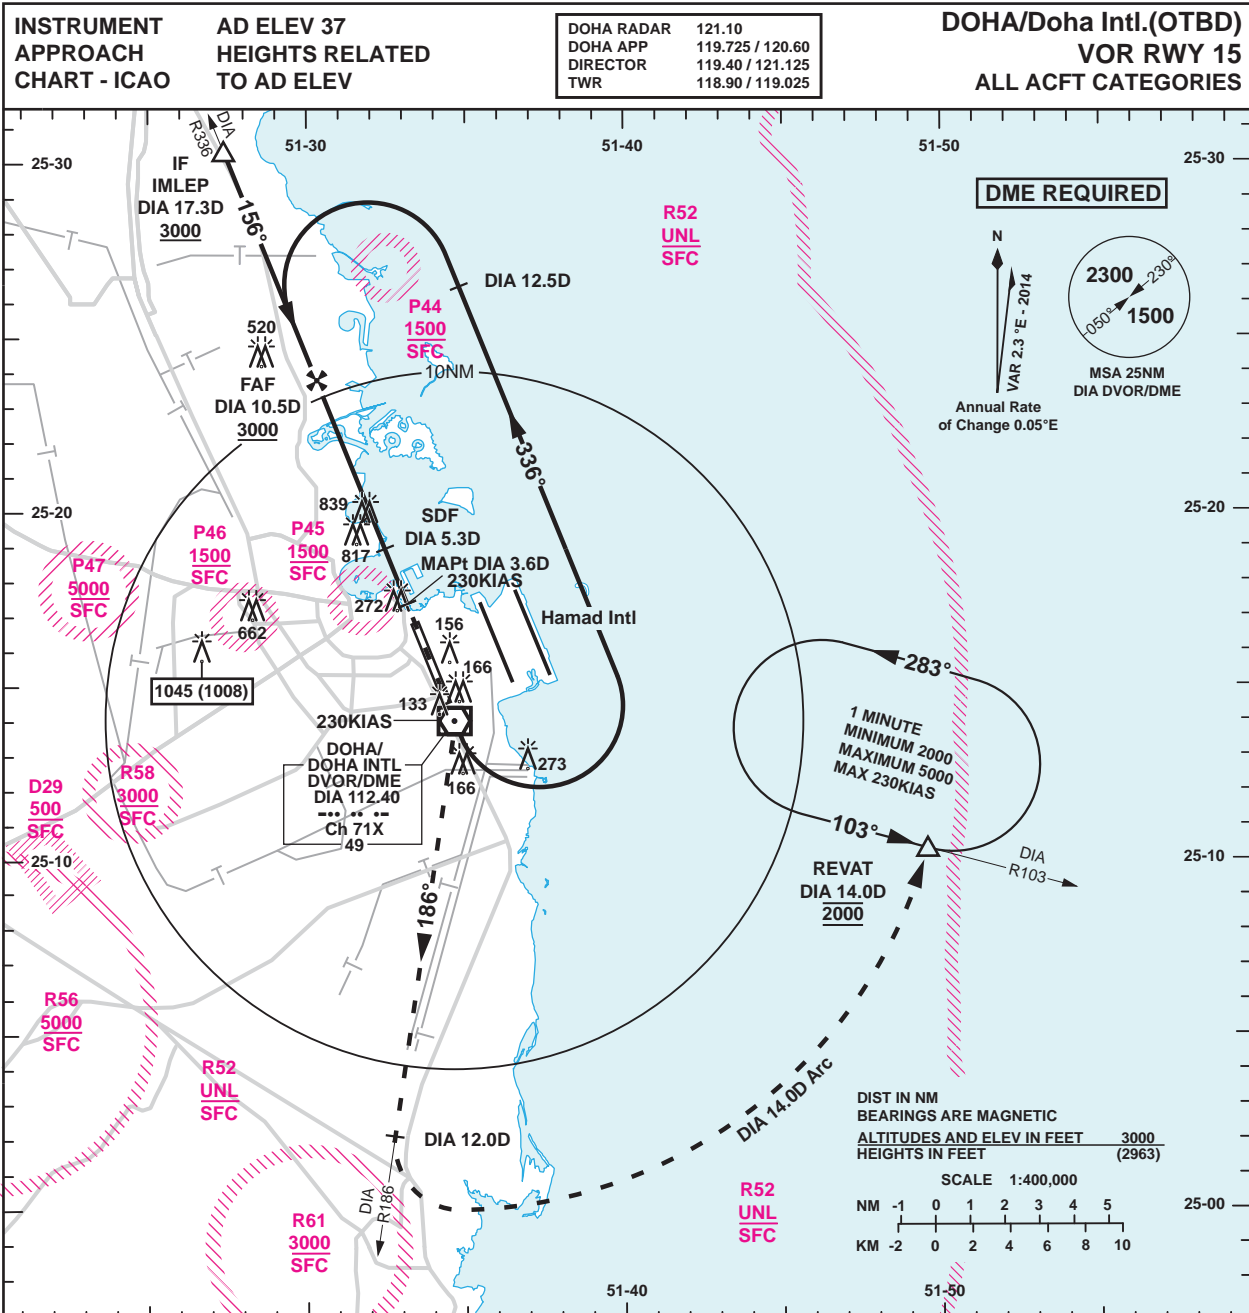 INSTRUMENT
APPROACH
CHART - ICAO
AD ELEV 37
HEIGHTS RELATED
TO AD ELEV
DOHA RADAR 121.10
DOHA APP 119.725 / 120.60
DIRECTOR 119.40 / 121.125
TWR 118.90 / 119.025
DOHA/Doha Intl.(OTBD)
VOR RWY 15
ALL ACFT CATEGORIES
51-30
51-40
51-50
25-30
25-30
DIA
R336
IF
IMLEP
DIA 17.3D
3000
156°
R52
UNL
SFC
DME REQUIRED
N
VAR 2.3 °E - 2014
Annual Rate
of Change 0.05°E
2300
230°
050°
1500
MSA 25NM
DIA DVOR/DME
DIA 12.5D
P44
1500
SFC
10NM
520
FAF
DIA 10.5D
3000
336°
25-20
25-20
839
817
SDF
DIA 5.3D
MAPt DIA 3.6D
230KIAS
272
P45
1500
SFC
P46
1500
SFC
P47
5000
SFC
662
1045 (1008)
Hamad Intl
156
166
133
230KIAS
166
273
DOHA/
DOHA INTL
DVOR/DME
DIA 112.40
Ch 71X
49
283°
1 MINUTE
MINIMUM 2000
MAXIMUM 5000
MAX 230KIAS
103°
R58
3000
SFC
D29
500
SFC
25-10
25-10
REVAT
DIA 14.0D
2000
DIA
R103
186°
R56
5000
SFC
R52
UNL
SFC
DIA 12.0D
DIA 14.0D Arc
DIA
R186
R61
3000
SFC
R52
UNL
SFC
DIST IN NM
BEARINGS ARE MAGNETIC
ALTITUDES AND ELEV IN FEET 3000
HEIGHTS IN FEET (2963)
SCALE 1:400,000
NM -1 0 1 2 3 4 5
KM -2 0 2 4 6 8 10
25-00
25-00
51-40
51-50